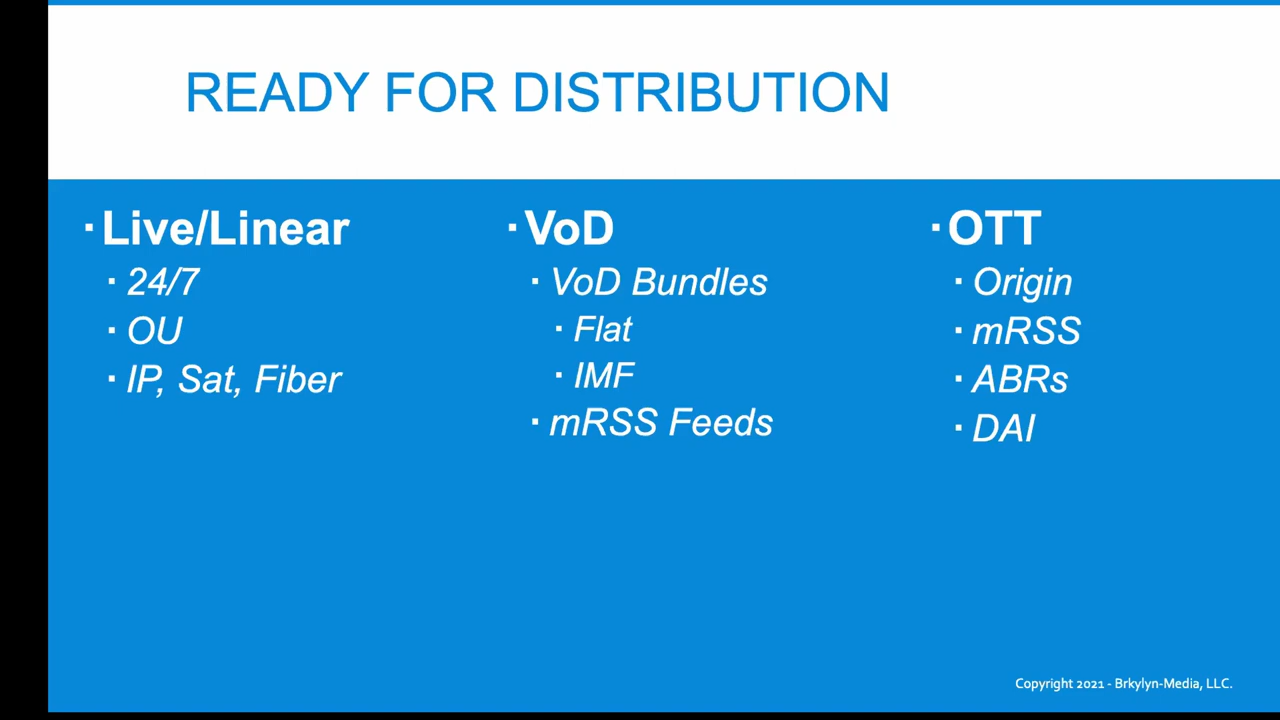 READY FOR DISTRIBUTION
▪ Live/Linear
▪ 24/7
▪ OU
▪ IP, Sat, Fiber
▪ VoD
▪ VoD Bundles
▪ Flat
▪ IMF
▪ mRSS Feeds
▪ OTT
▪ Origin
▪ mRSS
▪ ABRs
▪ DAI
Copyright 2021 - Brkylyn-Media, LLC.